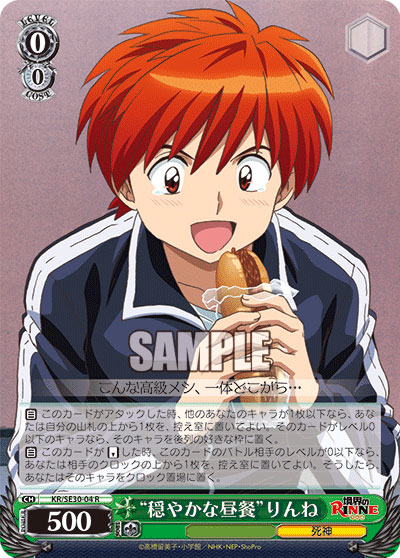 LEVEL
0
0
COST
SAMPLE
こんな高級メシ、一体どこから…
自 このカードがアタックした時、他のあなたのキャラが1枚以下なら、あなたは自分の山札の上から1枚を、控え室に置いてよい。そのカードがレベル0以下のキャラなら、そのキャラを後列の好きな枠に置く。
自 このカードが【 】した時、このカードのバトル相手のレベルが0以下なら、あなたは相手のクロックの上から1枚を、控え室に置いてよい。そうしたら、あなたはそのキャラをクロック置場に置く。
CH
KR/SE30-04 R
500
POWER
“穏やかな昼餐”りんね
境界のRINNE
死神
©高橋留美子・小学館／NHK・NEP・ShoPro